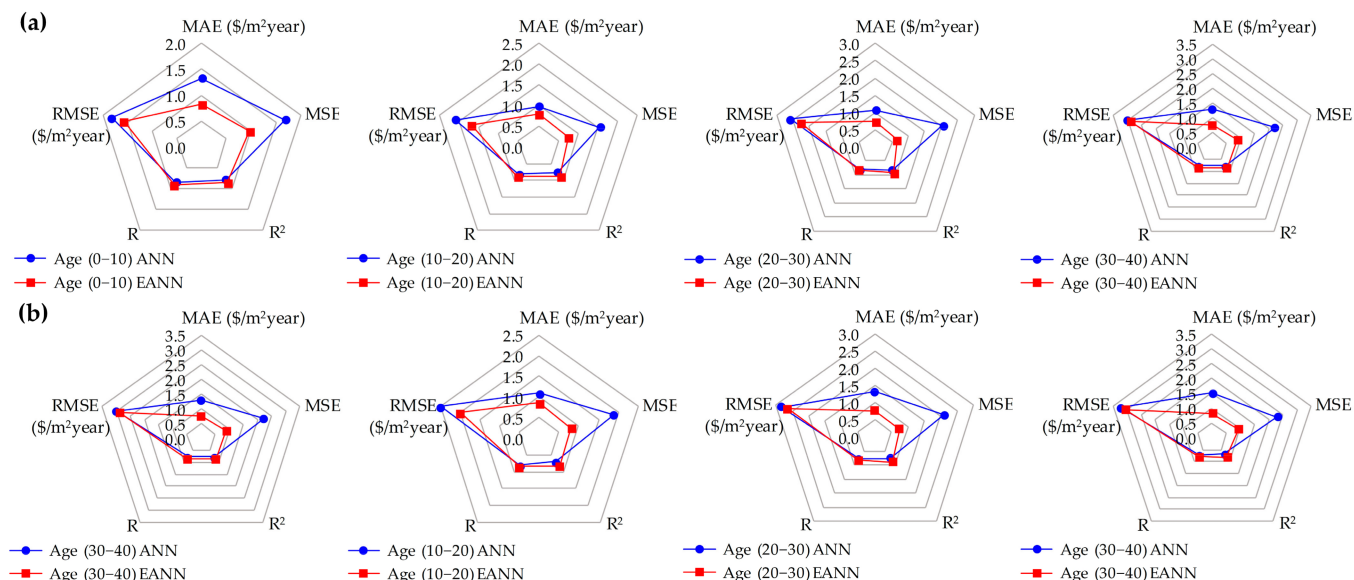 (a)
MAE ($/m²year)
2.0
1.5
1.0
0.5
0.0
RMSE
($/m²year)
MSE
R
R²
Age (0–10) ANN
Age (0–10) EANN
MAE ($/m²year)
2.5
2.0
1.5
1.0
0.5
0.0
RMSE
($/m²year)
MSE
R
R²
Age (10–20) ANN
Age (10–20) EANN
MAE ($/m²year)
3.0
2.5
2.0
1.5
1.0
0.5
0.0
RMSE
($/m²year)
MSE
R
R²
Age (20–30) ANN
Age (20–30) EANN
MAE ($/m²year)
3.5
3.0
2.5
2.0
1.5
1.0
0.5
0.0
RMSE
($/m²year)
MSE
R
R²
Age (30–40) ANN
Age (30–40) EANN
(b)
MAE ($/m²year)
3.5
3.0
2.5
2.0
1.5
1.0
0.5
0.0
RMSE
($/m²year)
MSE
R
R²
Age (30–40) ANN
Age (30–40) EANN
MAE ($/m²year)
2.5
2.0
1.5
1.0
0.5
0.0
RMSE
($/m²year)
MSE
R
R²
Age (10–20) ANN
Age (10–20) EANN
MAE ($/m²year)
3.0
2.5
2.0
1.5
1.0
0.5
0.0
RMSE
($/m²year)
MSE
R
R²
Age (20–30) ANN
Age (20–30) EANN
MAE ($/m²year)
3.5
3.0
2.5
2.0
1.5
1.0
0.5
0.0
RMSE
($/m²year)
MSE
R
R²
Age (30–40) ANN
Age (30–40) EANN